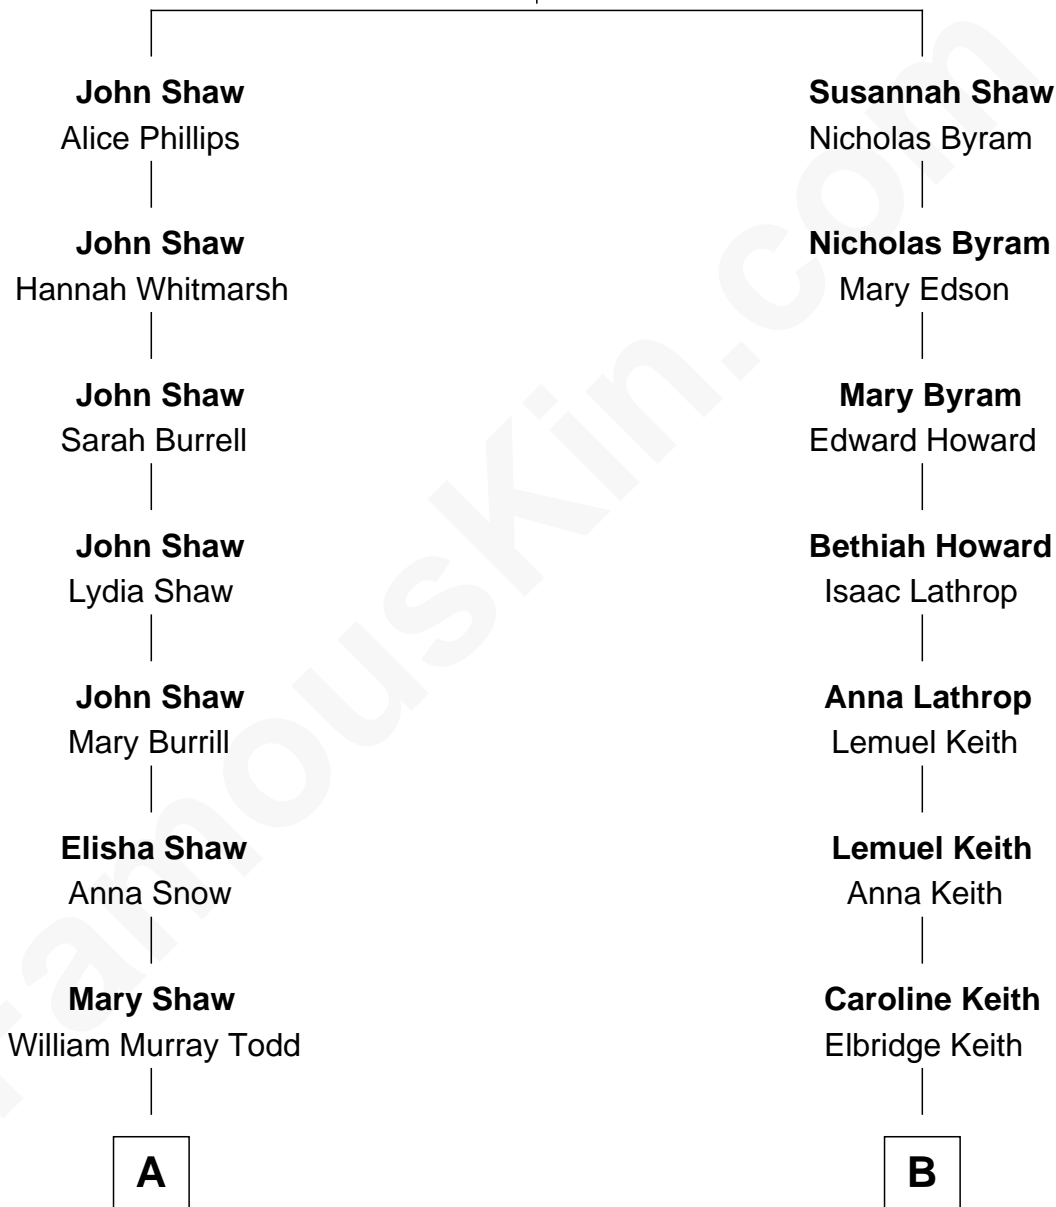 John Shaw
Alice Phillips
John Shaw
Hannah Whitmarsh
John Shaw
Sarah Burrell
John Shaw
Lydia Shaw
John Shaw
Mary Burrill
Elisha Shaw
Anna Snow
Mary Shaw
William Murray Todd
A
Susannah Shaw
Nicholas Byram
Nicholas Byram
Mary Edson
Mary Byram
Edward Howard
Bethiah Howard
Isaac Lathrop
Anna Lathrop
Lemuel Keith
Lemuel Keith
Anna Keith
Caroline Keith
Elbridge Keith
B
FamousKin.com